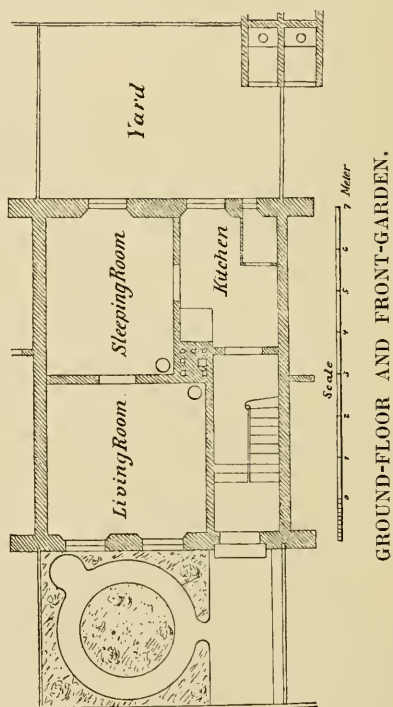 Yard
Sleeping Room
Kitchen
Living Room
Scale
0 1 2 3 4 5 6 7 Meter
GROUND-FLOOR AND FRONT-GARDEN.